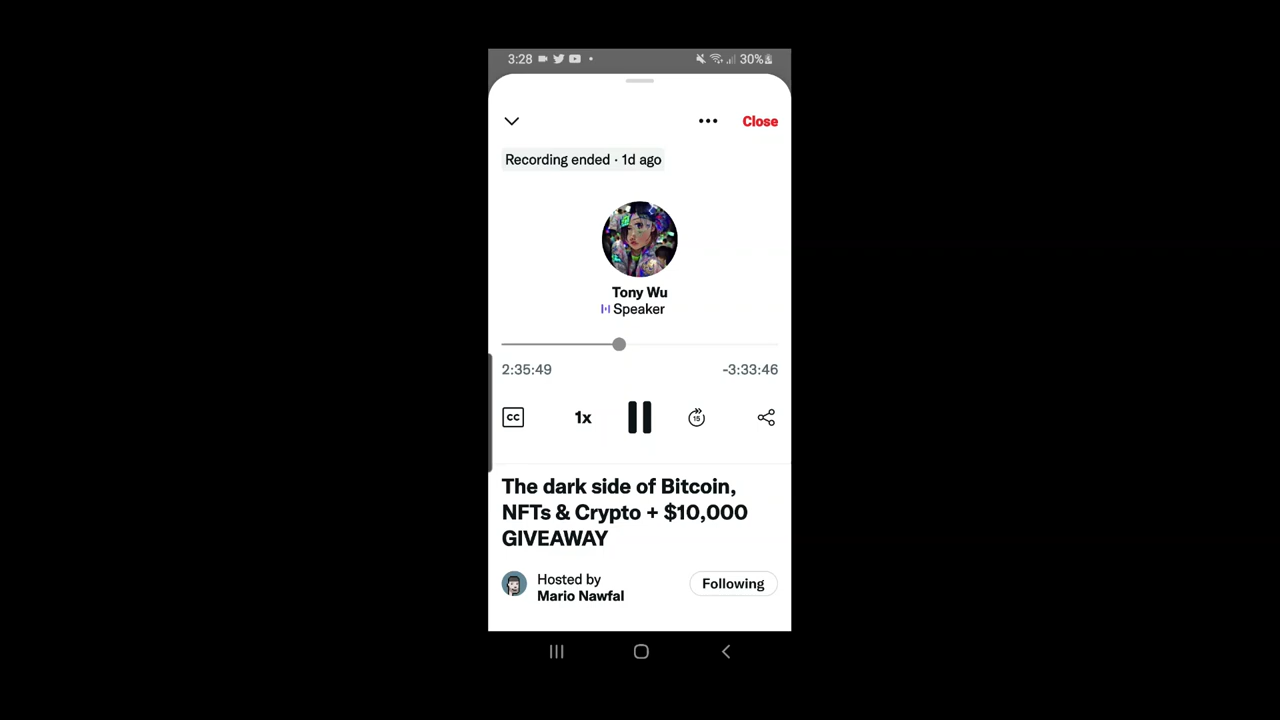 3:28 30%
Close
Recording ended · 1d ago
Tony Wu
Speaker
2:35:49 -3:33:46
CC 1x 15
The dark side of Bitcoin,
NFTs & Crypto + $10,000
GIVEAWAY
Hosted by
Mario Nawfal
Following